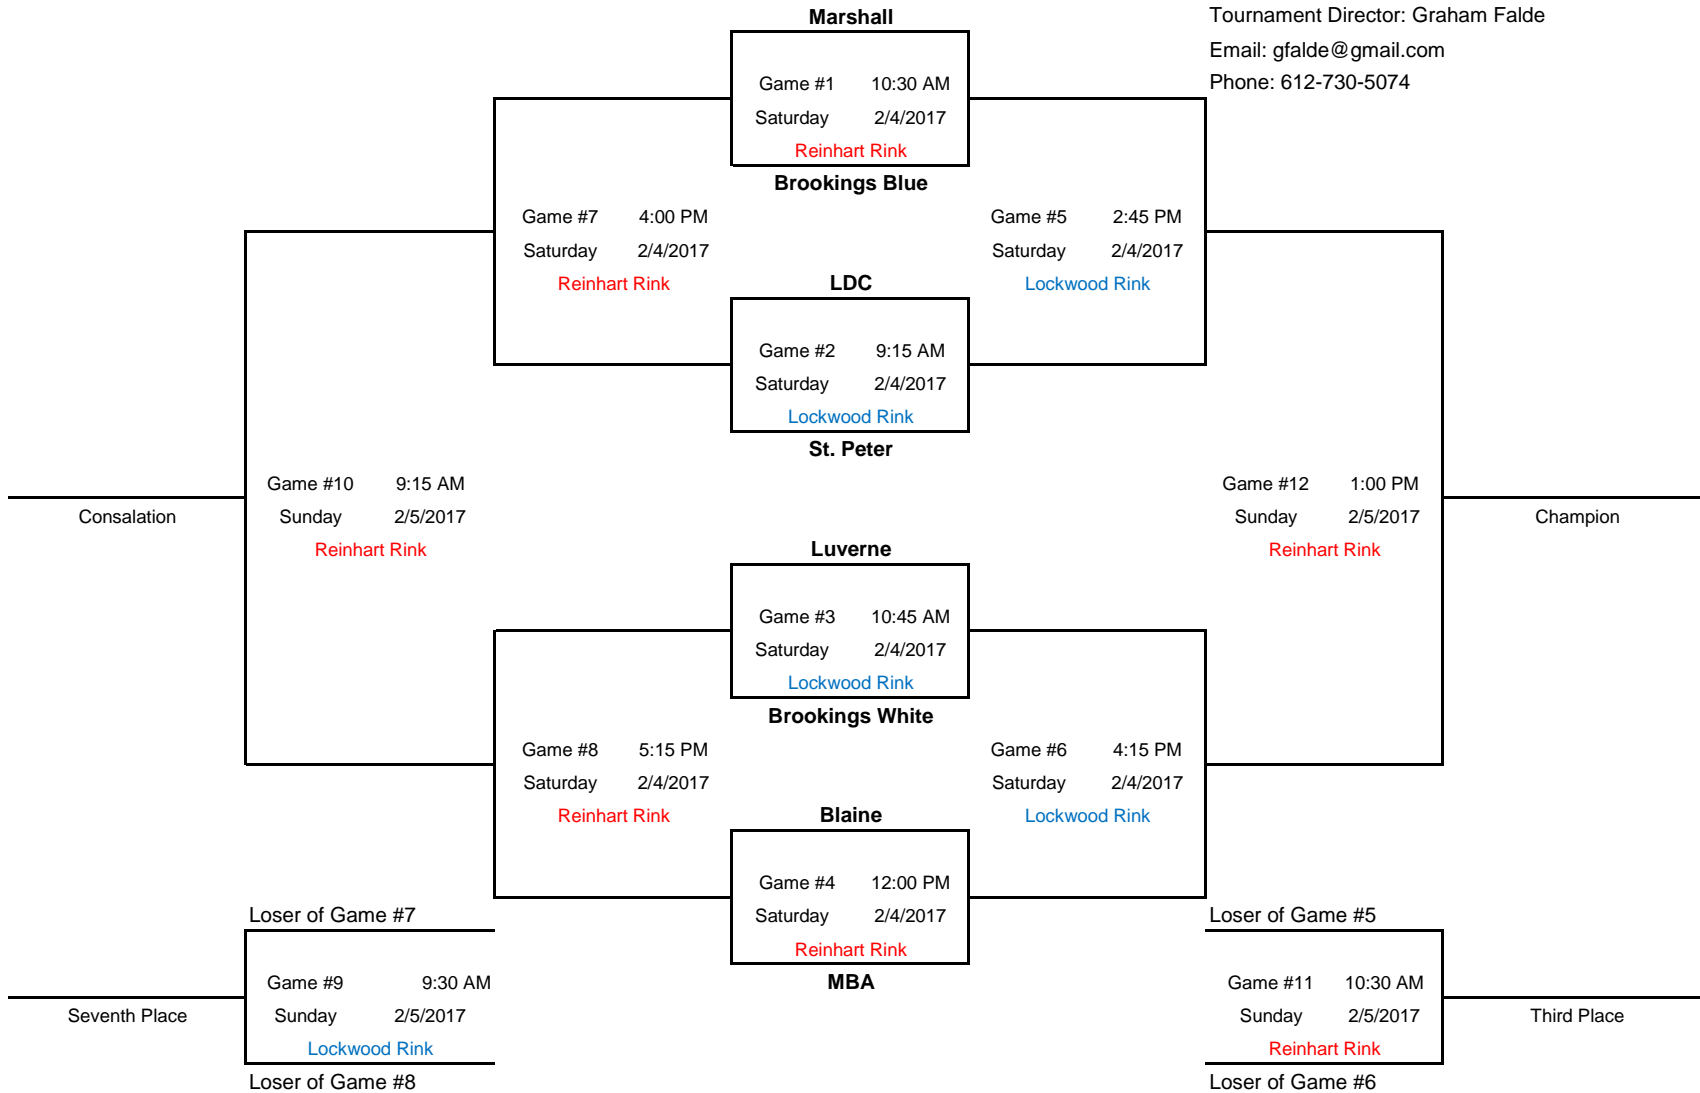 Marshall
Tournament Director: Graham Falde
Email: gfalde@gmail.com
Phone: 612-730-5074
Game #1 10:30 AM
Saturday 2/4/2017
Reinhart Rink
Brookings Blue
Game #7 4:00 PM
Saturday 2/4/2017
Reinhart Rink
Game #5 2:45 PM
Saturday 2/4/2017
Lockwood Rink
LDC
Game #2 9:15 AM
Saturday 2/4/2017
Lockwood Rink
St. Peter
Game #10 9:15 AM
Sunday 2/5/2017
Reinhart Rink
Consalation
Game #12 1:00 PM
Sunday 2/5/2017
Reinhart Rink
Champion
Luverne
Game #3 10:45 AM
Saturday 2/4/2017
Lockwood Rink
Brookings White
Game #8 5:15 PM
Saturday 2/4/2017
Reinhart Rink
Game #6 4:15 PM
Saturday 2/4/2017
Lockwood Rink
Blaine
Game #4 12:00 PM
Saturday 2/4/2017
Reinhart Rink
MBA
Loser of Game #7
Game #9 9:30 AM
Sunday 2/5/2017
Lockwood Rink
Loser of Game #8
Seventh Place
Loser of Game #5
Game #11 10:30 AM
Sunday 2/5/2017
Reinhart Rink
Loser of Game #6
Third Place